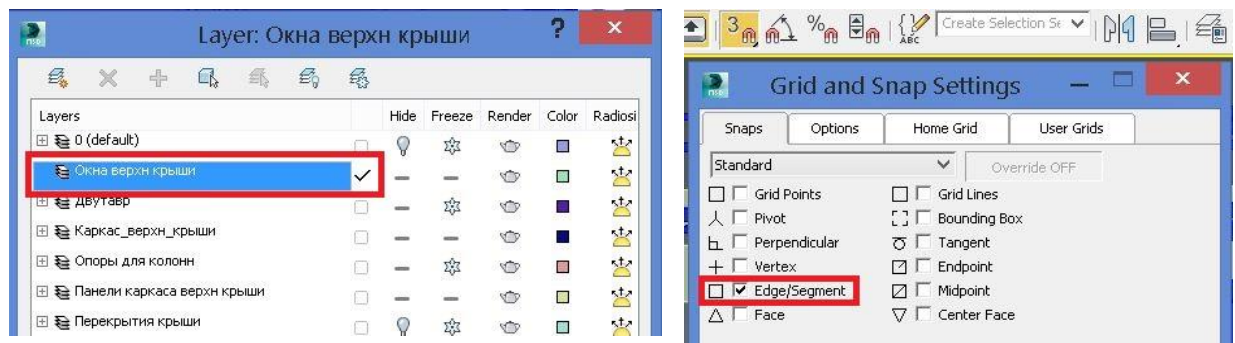 Layer: Окна верхн крыши
?
Layers Hide Freeze Render Color Radiosi
0 (default)
Окна верхн крыши
Двутавр
Каркас_верхн_крыши
Опоры для колонн
Панели каркаса верхн крыши
Перекрытия крыши
3 % ABC Create Selection Se
Grid and Snap Settings
Snaps Options Home Grid User Grids
Standard Override OFF
Grid Points Grid Lines
Pivot Bounding Box
Perpendicular Tangent
Vertex Endpoint
Edge/Segment Midpoint
Face Center Face